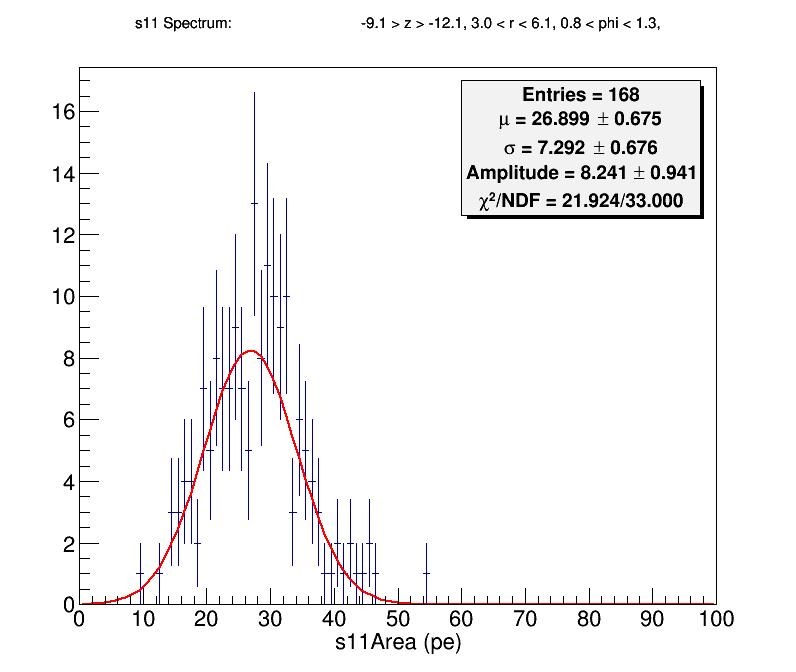 s11 Spectrum: -9.1 > z > -12.1, 3.0 < r < 6.1, 0.8 < phi < 1.3,
Entries = 168
μ = 26.899 ± 0.675
σ = 7.292 ± 0.676
Amplitude = 8.241 ± 0.941
χ²/NDF = 21.924/33.000
16
14
12
10
8
6
4
2
0
0 10 20 30 40 50 60 70 80 90 100
s11Area (pe)